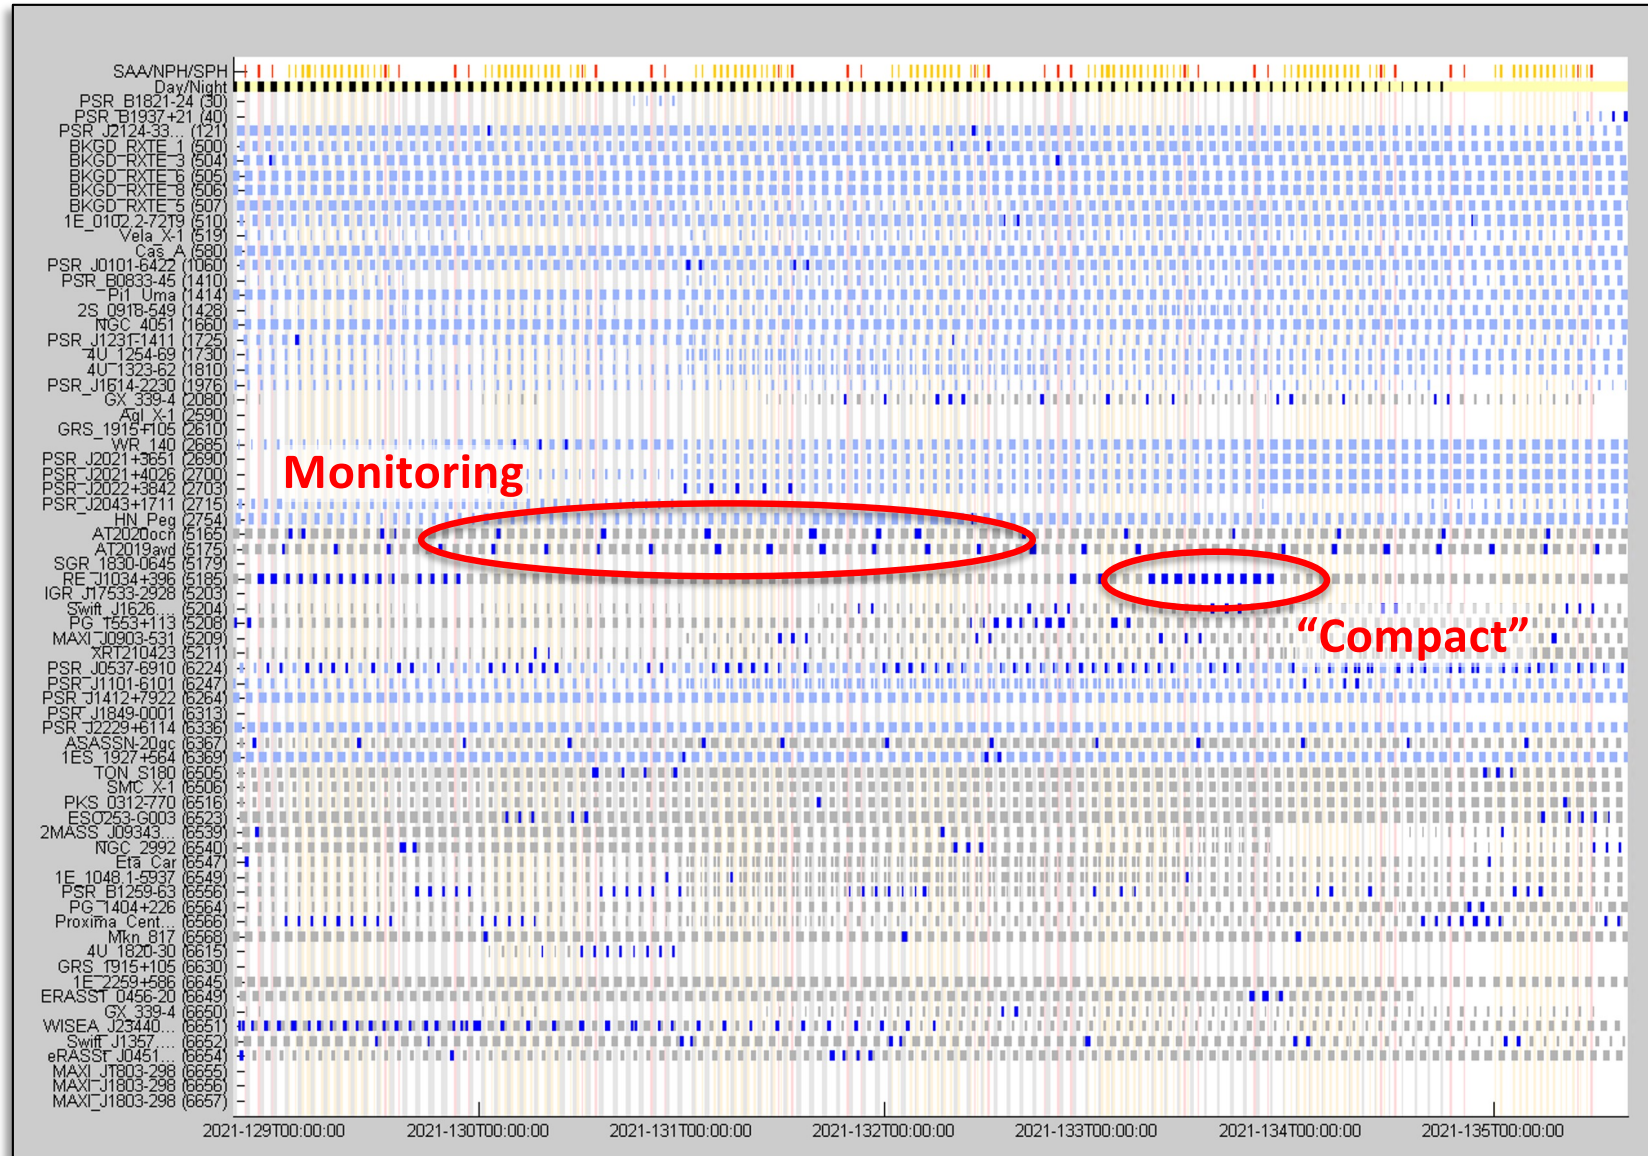 SAA/NPH/SPH
Day/Night
PSR_B1821-24 (30)
PSR_B1937+21 (40)
PSR_J2124-33... (121)
BKGD_RXTE_1 (500)
BKGD_RXTE_3 (504)
BKGD_RXTE_6 (505)
BKGD_RXTE_8 (506)
BKGD_RXTE_5 (507)
1E_0102.2-7219 (510)
Vela_X-1 (519)
Cas_A (580)
PSR_J0101-6422 (1060)
PSR_B0833-45 (1410)
Pi1_Uma (1414)
2S_0918-549 (1428)
NGC_4051 (1660)
PSR_J1231-1411 (1725)
4U_1254-69 (1730)
4U_1323-62 (1810)
PSR_J1614-2230 (1976)
GX_339-4 (2080)
Aql_X-1 (2590)
GRS_1915+105 (2610)
WR_140 (2685)
PSR_J2021+3651 (2690)
Monitoring
PSR_J2021+4026 (2700)
PSR_J2022+3842 (2703)
PSR_J2043+1711 (2715)
HN_Peg (2754)
AT2020ocn (5165)
AT2019avd (5175)
SGR_1830-0645 (5179)
RE_J1034+396 (5185)
IGR_J17533-2928 (5203)
Swift_J1626.... (5204)
PG_1553+113 (5208)
“Compact”
MAXI_J0903-531 (5209)
XRT210423 (5211)
PSR_J0537-6910 (6224)
PSR_J1101-6101 (6247)
PSR_J1412+7922 (6264)
PSR_J1849-0001 (6313)
PSR_J2229+6114 (6336)
ASASSN-20qc (6367)
1ES_1927+654 (6369)
TON_S180 (6505)
SMC_X-1 (6506)
PKS_0312-770 (6516)
ESO253-G003 (6523)
2MASS_J09343... (6539)
NGC_2992 (6540)
Eta_Car (6547)
1E_1048.1-5937 (6549)
PSR_B1259-63 (6556)
PG_1404+226 (6564)
Proxima_Cent... (6566)
Mkn_817 (6568)
4U_1820-30 (6615)
GRS_1915+105 (6630)
1E_2259+586 (6645)
ERASST_0456-20 (6649)
GX_339-4 (6650)
WISEA_J23440... (6651)
Swift_J1357.... (6652)
eRASSt_J0451... (6654)
MAXI_J1803-298 (6655)
MAXI_J1803-298 (6656)
MAXI_J1803-298 (6657)
2021-129T00:00:00 2021-130T00:00:00 2021-131T00:00:00 2021-132T00:00:00 2021-133T00:00:00 2021-134T00:00:00 2021-135T00:00:00